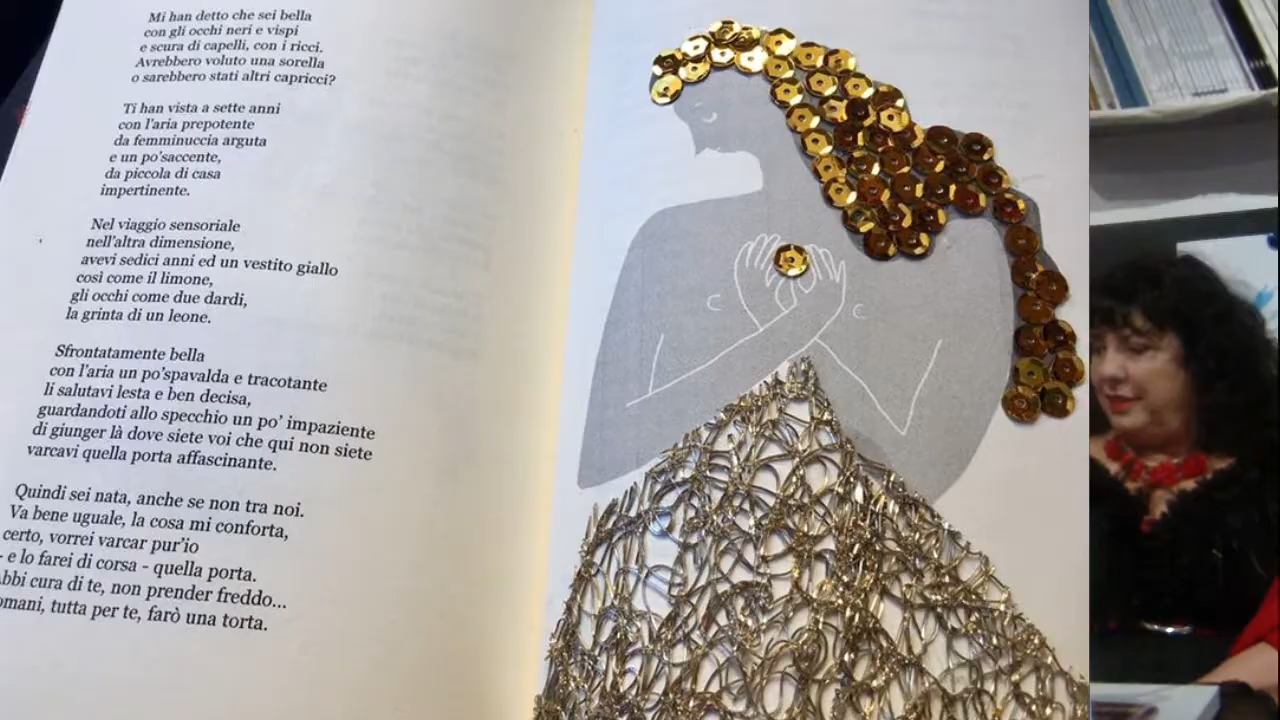 Mi han detto che sei bella
con gli occhi neri e vispi
e scura di capelli, con i ricci.
Avrebbero voluto una sorella
o sarebbero stati altri capricci?
Ti han vista a sette anni
con l'aria prepotente
da femminuccia arguta
e un po'saccente,
da piccola di casa
impertinente.
Nel viaggio sensoriale
nell'altra dimensione,
avevi sedici anni ed un vestito giallo
così come il limone,
gli occhi come due dardi,
la grinta di un leone.
Sfrontatamente bella
con l'aria un po'spavalda e tracotante
li salutavi lesta e ben decisa,
guardandoti allo specchio un po' impaziente
di giunger là dove siete voi che qui non siete
varcavi quella porta affascinante.
Quindi sei nata, anche se non tra noi.
Va bene uguale, la cosa mi conforta,
certo, vorrei varcar pur'io
- e lo farei di corsa - quella porta.
bbi cura di te, non prender freddo...
omani, tutta per te, farò una torta.